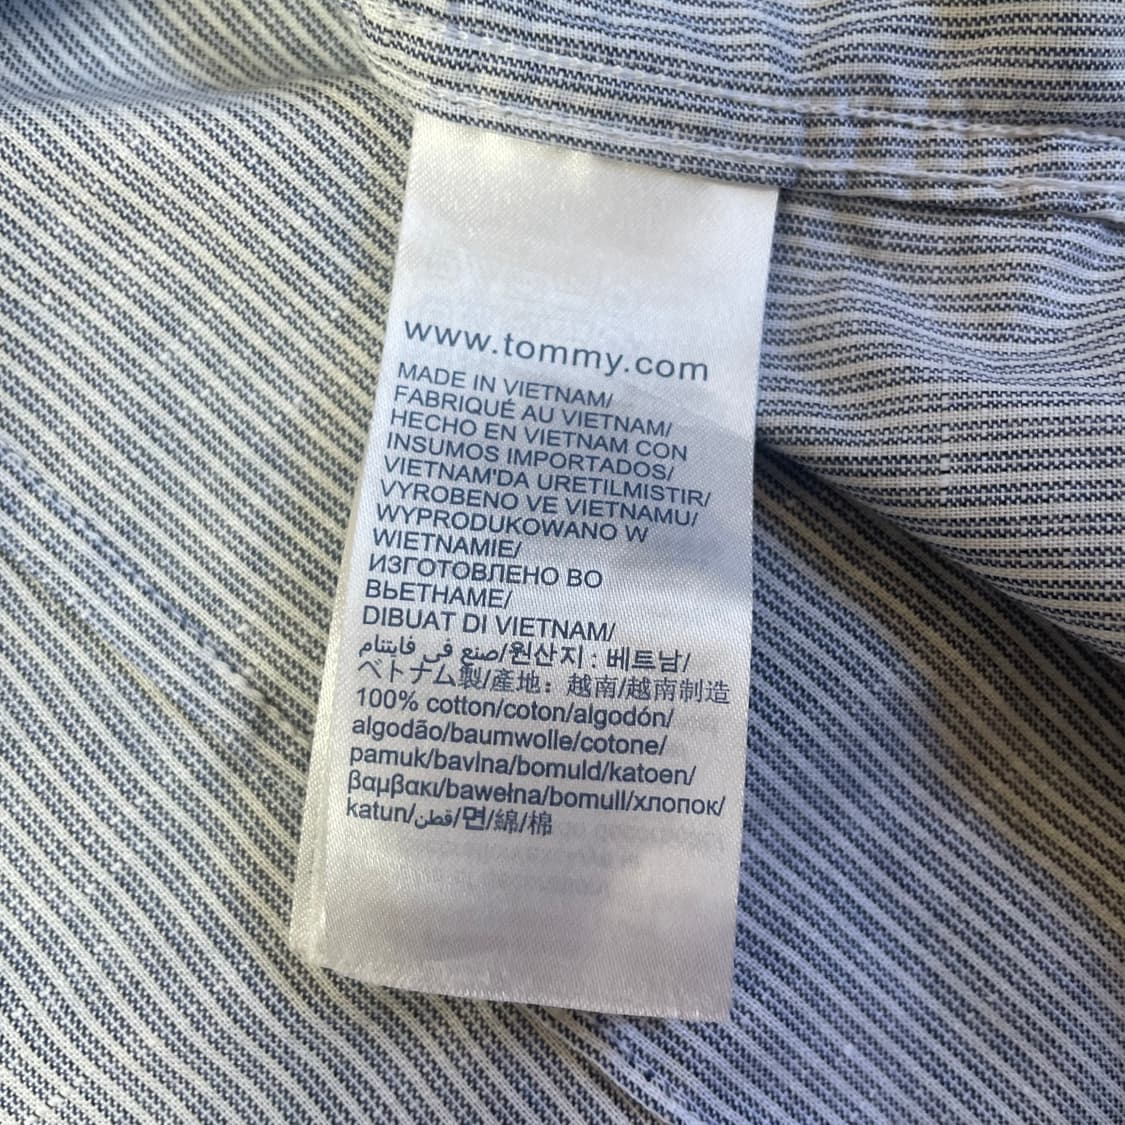 www.tommy.com
MADE IN VIETNAM/
FABRIQUÉ AU VIETNAM/
HECHO EN VIETNAM CON
INSUMOS IMPORTADOS/
VIETNAM'DA URETILMISTIR/
VYROBENO VE VIETNAMU/
WYPRODUKOWANO W
WIETNAMIE/
ИЗГОТОВЛЕНО ВО
ВЬЕТНАМЕ/
DIBUAT DI VIETNAM/
صنع في فايتنام/원산지 : 베트남/
ベトナム製/產地：越南/越南制造
100% cotton/coton/algodón/
algodão/baumwolle/cotone/
pamuk/bavlna/bomuld/katoen/
βαμβακι/bawełna/bomull/хлопок/
katun/قطن/면/綿/棉